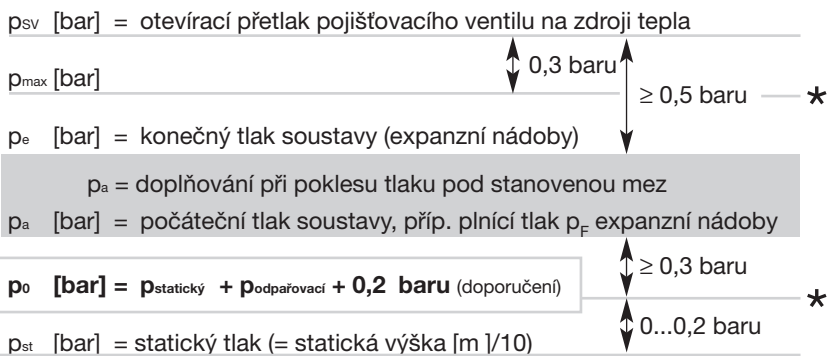 pSV [bar] = otevírací přetlak pojišťovacího ventilu na zdroji tepla
0,3 baru
pmax [bar]
≥ 0,5 baru *
pe [bar] = konečný tlak soustavy (expanzní nádoby)
pa = doplňování při poklesu tlaku pod stanovenou mez
pa [bar] = počáteční tlak soustavy, příp. plnící tlak pF expanzní nádoby
≥ 0,3 baru
p0 [bar] = pstatický + podpařovací + 0,2 baru (doporučení)
*
0...0,2 baru
pst [bar] = statický tlak (= statická výška [m ]/10)